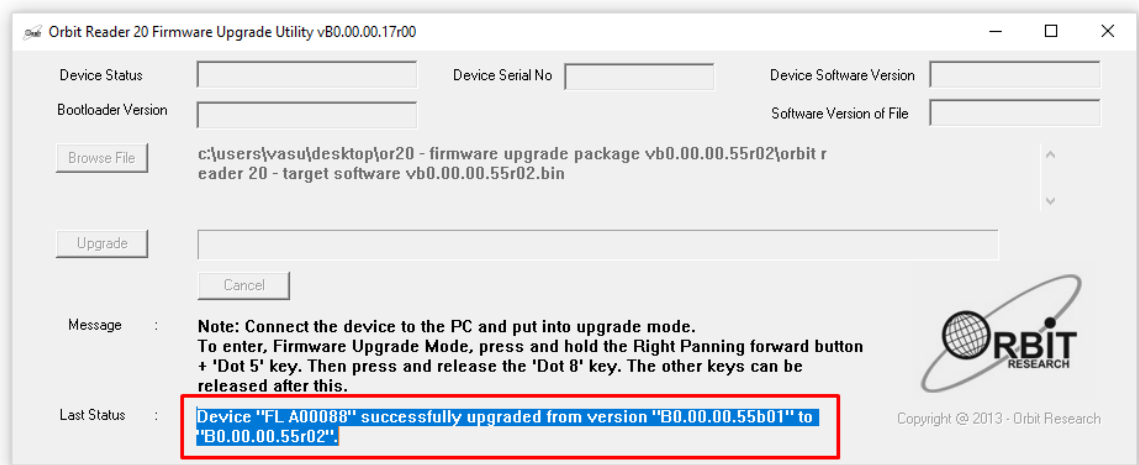 Orbit Reader 20 Firmware Upgrade Utility vB0.00.00.17r00
Device Status
Device Serial No
Device Software Version
Bootloader Version
Software Version of File
Browse File
c:\users\vasu\desktop\or20 - firmware upgrade package vb0.00.00.55r02\orbit r
eader 20 - target software vb0.00.00.55r02.bin
Upgrade
Cancel
Message :
Note: Connect the device to the PC and put into upgrade mode.
To enter, Firmware Upgrade Mode, press and hold the Right Panning forward button
+ 'Dot 5' key. Then press and release the 'Dot 8' key. The other keys can be
released after this.
ORBIT
RESEARCH
Last Status :
Device "FL A00088" successfully upgraded from version "B0.00.00.55b01" to
"B0.00.00.55r02".
Copyright @ 2013 - Orbit Research